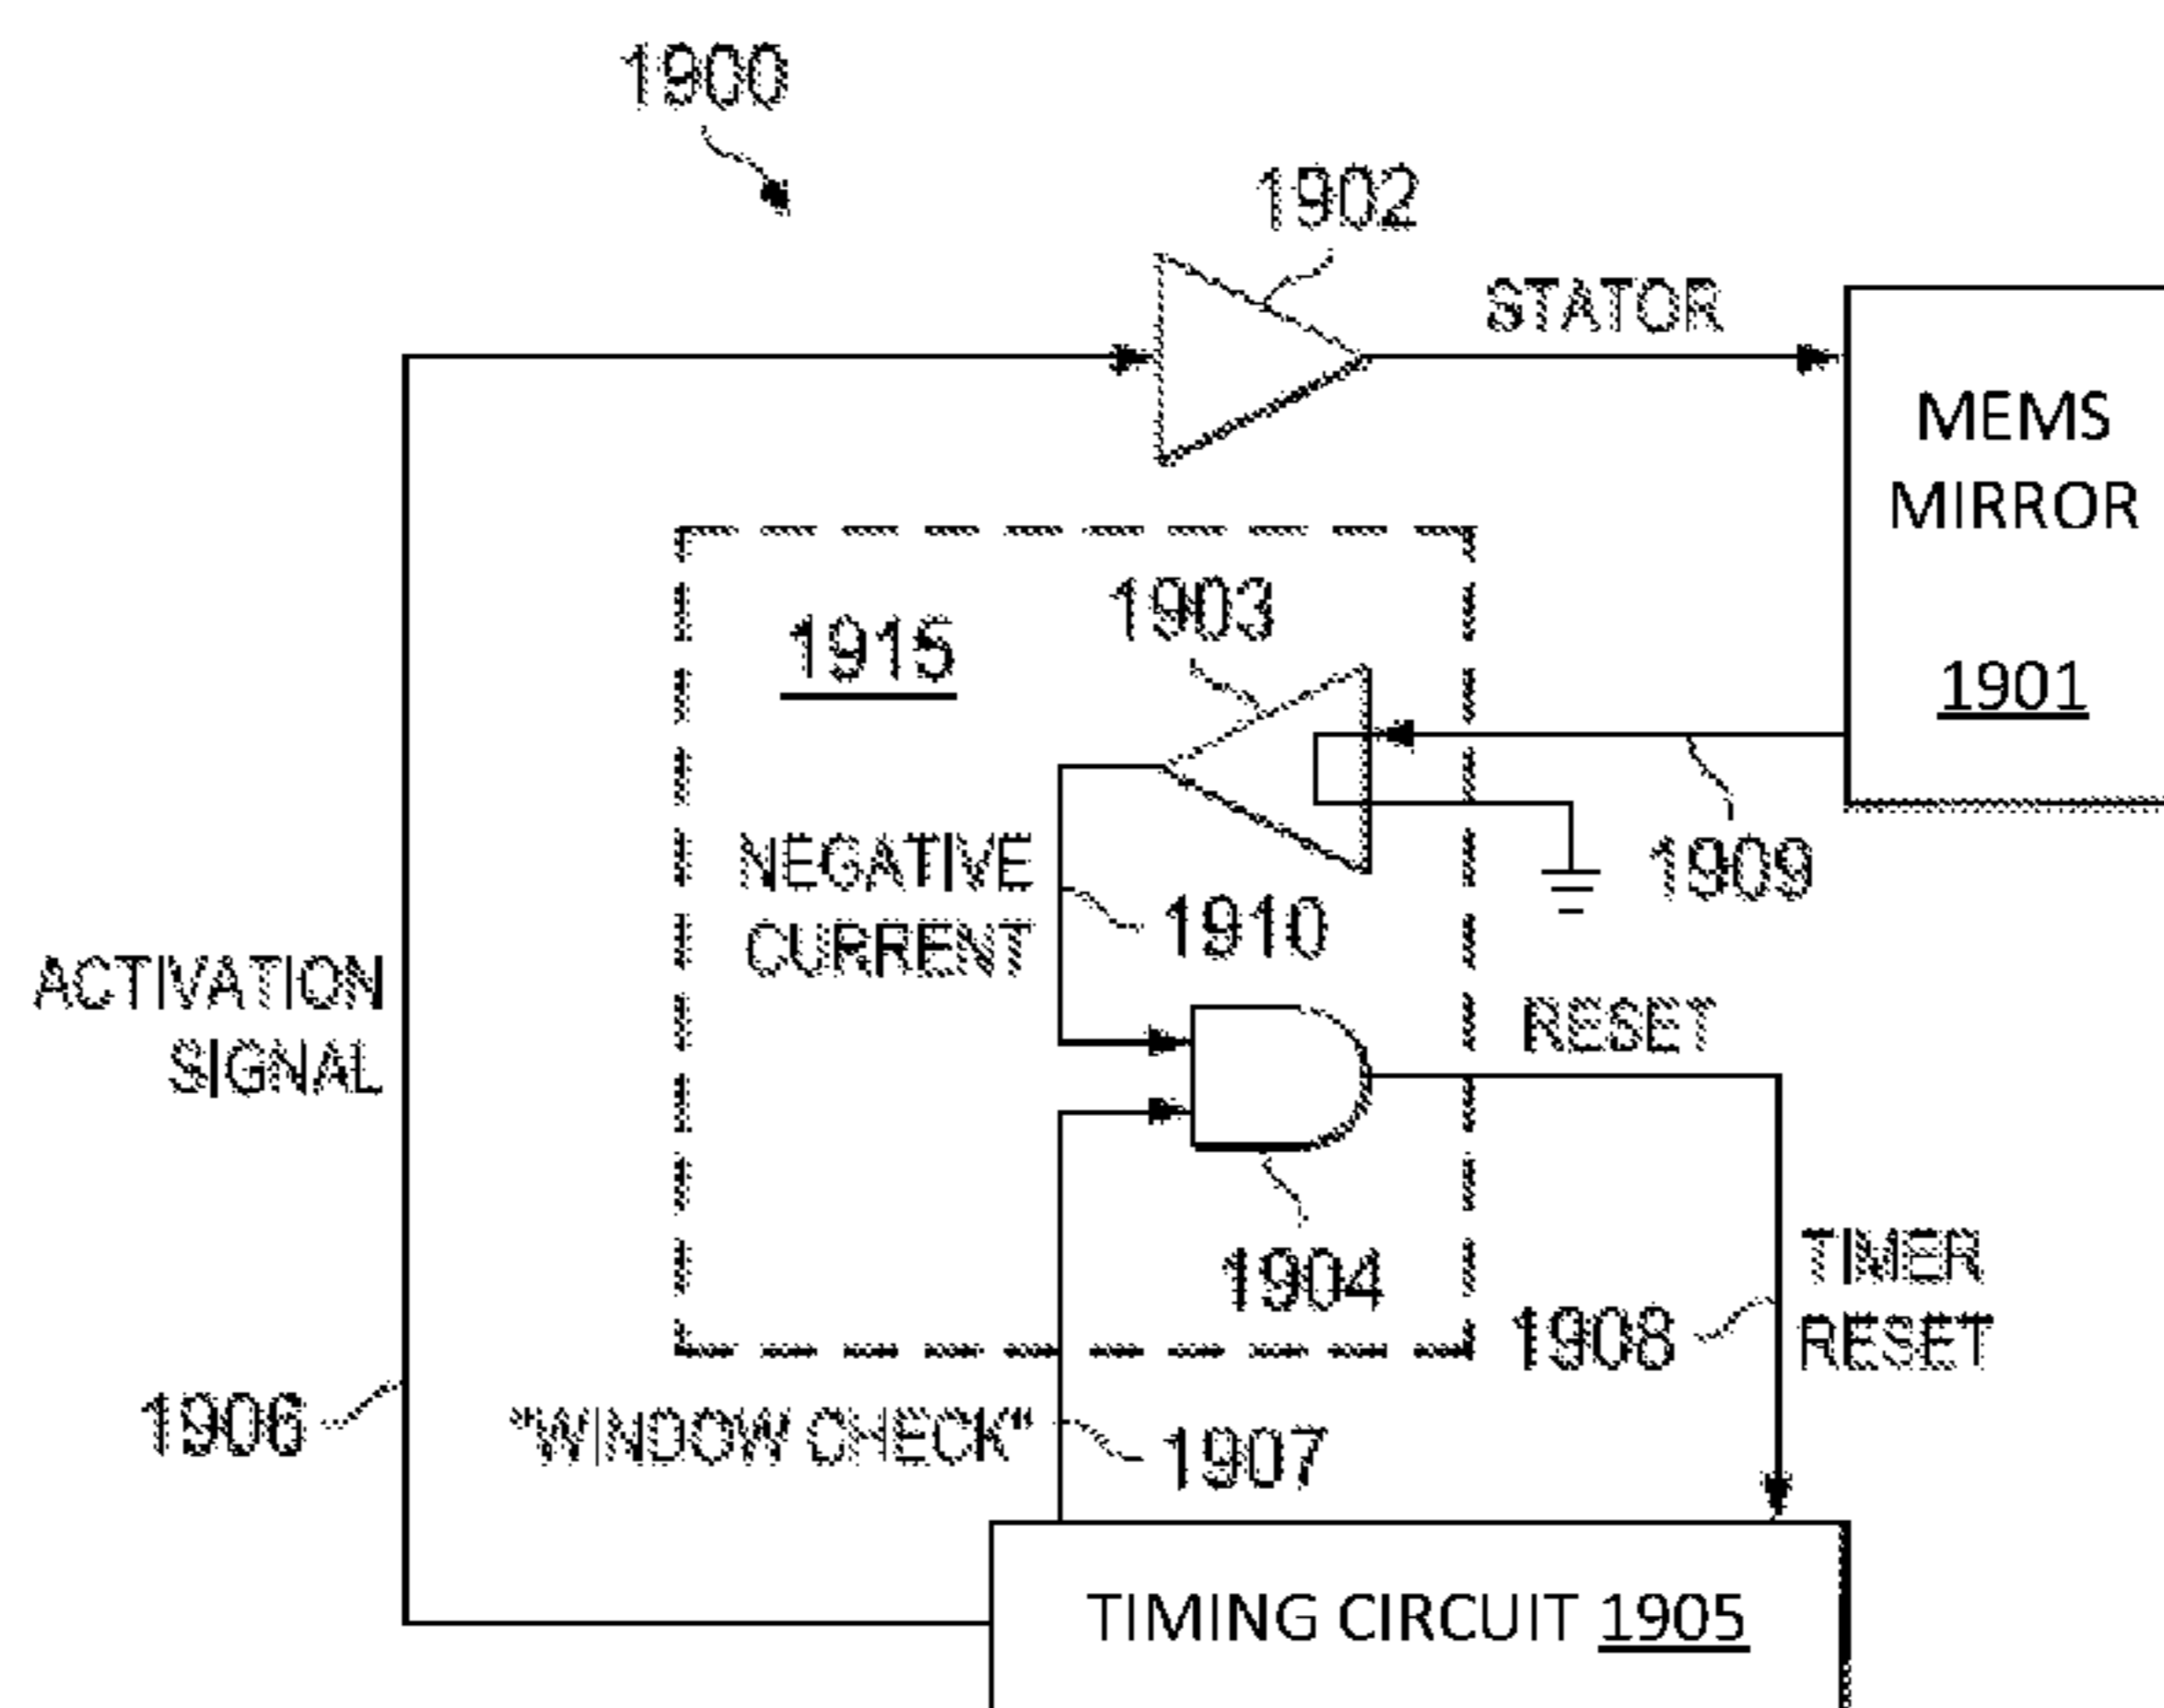 1900
1902
STATOR
MEMS
MIRROR
1901
1903
1915
1909
NEGATIVE
CURRENT
1910
ACTIVATION
SIGNAL
RESET
1904
TIMER
RESET
1908
1906
"WINDOW CHECK"
1907
TIMING CIRCUIT 1905